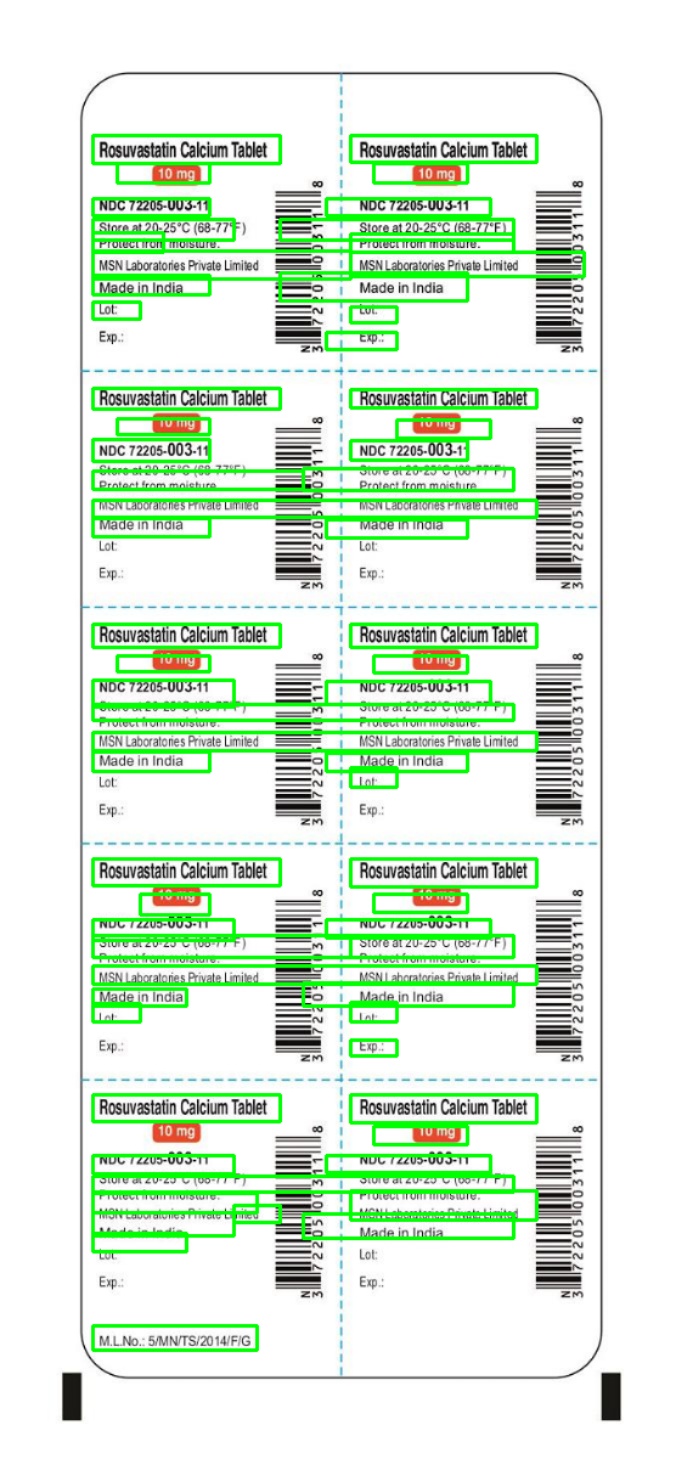 Rosuvastatin Calcium Tablet
10 mg
NDC 72205-003-11
Store at 20-25°C (68-77°F)
Protect from moisture.
MSN Laboratories Private Limited
Made in India
Lot:
Exp.:
N 3 72205 00311 8
Rosuvastatin Calcium Tablet
10 mg
NDC 72205-003-11
Store at 20-25°C (68-77°F)
Protect from moisture.
MSN Laboratories Private Limited
Made in India
Lot:
Exp.:
N 3 72205 00311 8
Rosuvastatin Calcium Tablet
10 mg
NDC 72205-003-11
Store at 20-25°C (68-77°F)
Protect from moisture.
MSN Laboratories Private Limited
Made in India
Lot:
Exp.:
N 3 72205 00311 8
Rosuvastatin Calcium Tablet
10 mg
NDC 72205-003-11
Store at 20-25°C (68-77°F)
Protect from moisture.
MSN Laboratories Private Limited
Made in India
Lot:
Exp.:
N 3 72205 00311 8
Rosuvastatin Calcium Tablet
10 mg
NDC 72205-003-11
Store at 20-25°C (68-77°F)
Protect from moisture.
MSN Laboratories Private Limited
Made in India
Lot:
Exp.:
N 3 72205 00311 8
Rosuvastatin Calcium Tablet
10 mg
NDC 72205-003-11
Store at 20-25°C (68-77°F)
Protect from moisture.
MSN Laboratories Private Limited
Made in India
Lot:
Exp.:
N 3 72205 00311 8
Rosuvastatin Calcium Tablet
10 mg
NDC 72205-003-11
Store at 20-25°C (68-77°F)
Protect from moisture.
MSN Laboratories Private Limited
Made in India
Lot:
Exp.:
N 3 72205 00311 8
Rosuvastatin Calcium Tablet
10 mg
NDC 72205-003-11
Store at 20-25°C (68-77°F)
Protect from moisture.
MSN Laboratories Private Limited
Made in India
Lot:
Exp.:
N 3 72205 00311 8
Rosuvastatin Calcium Tablet
10 mg
NDC 72205-003-11
Store at 20-25°C (68-77°F)
Protect from moisture.
MSN Laboratories Private Limited
Made in India
Lot:
Exp.:
N 3 72205 00311 8
Rosuvastatin Calcium Tablet
10 mg
NDC 72205-003-11
Store at 20-25°C (68-77°F)
Protect from moisture.
MSN Laboratories Private Limited
Made in India
Lot:
Exp.:
N 3 72205 00311 8
M.L.No.: 5/MN/TS/2014/F/G